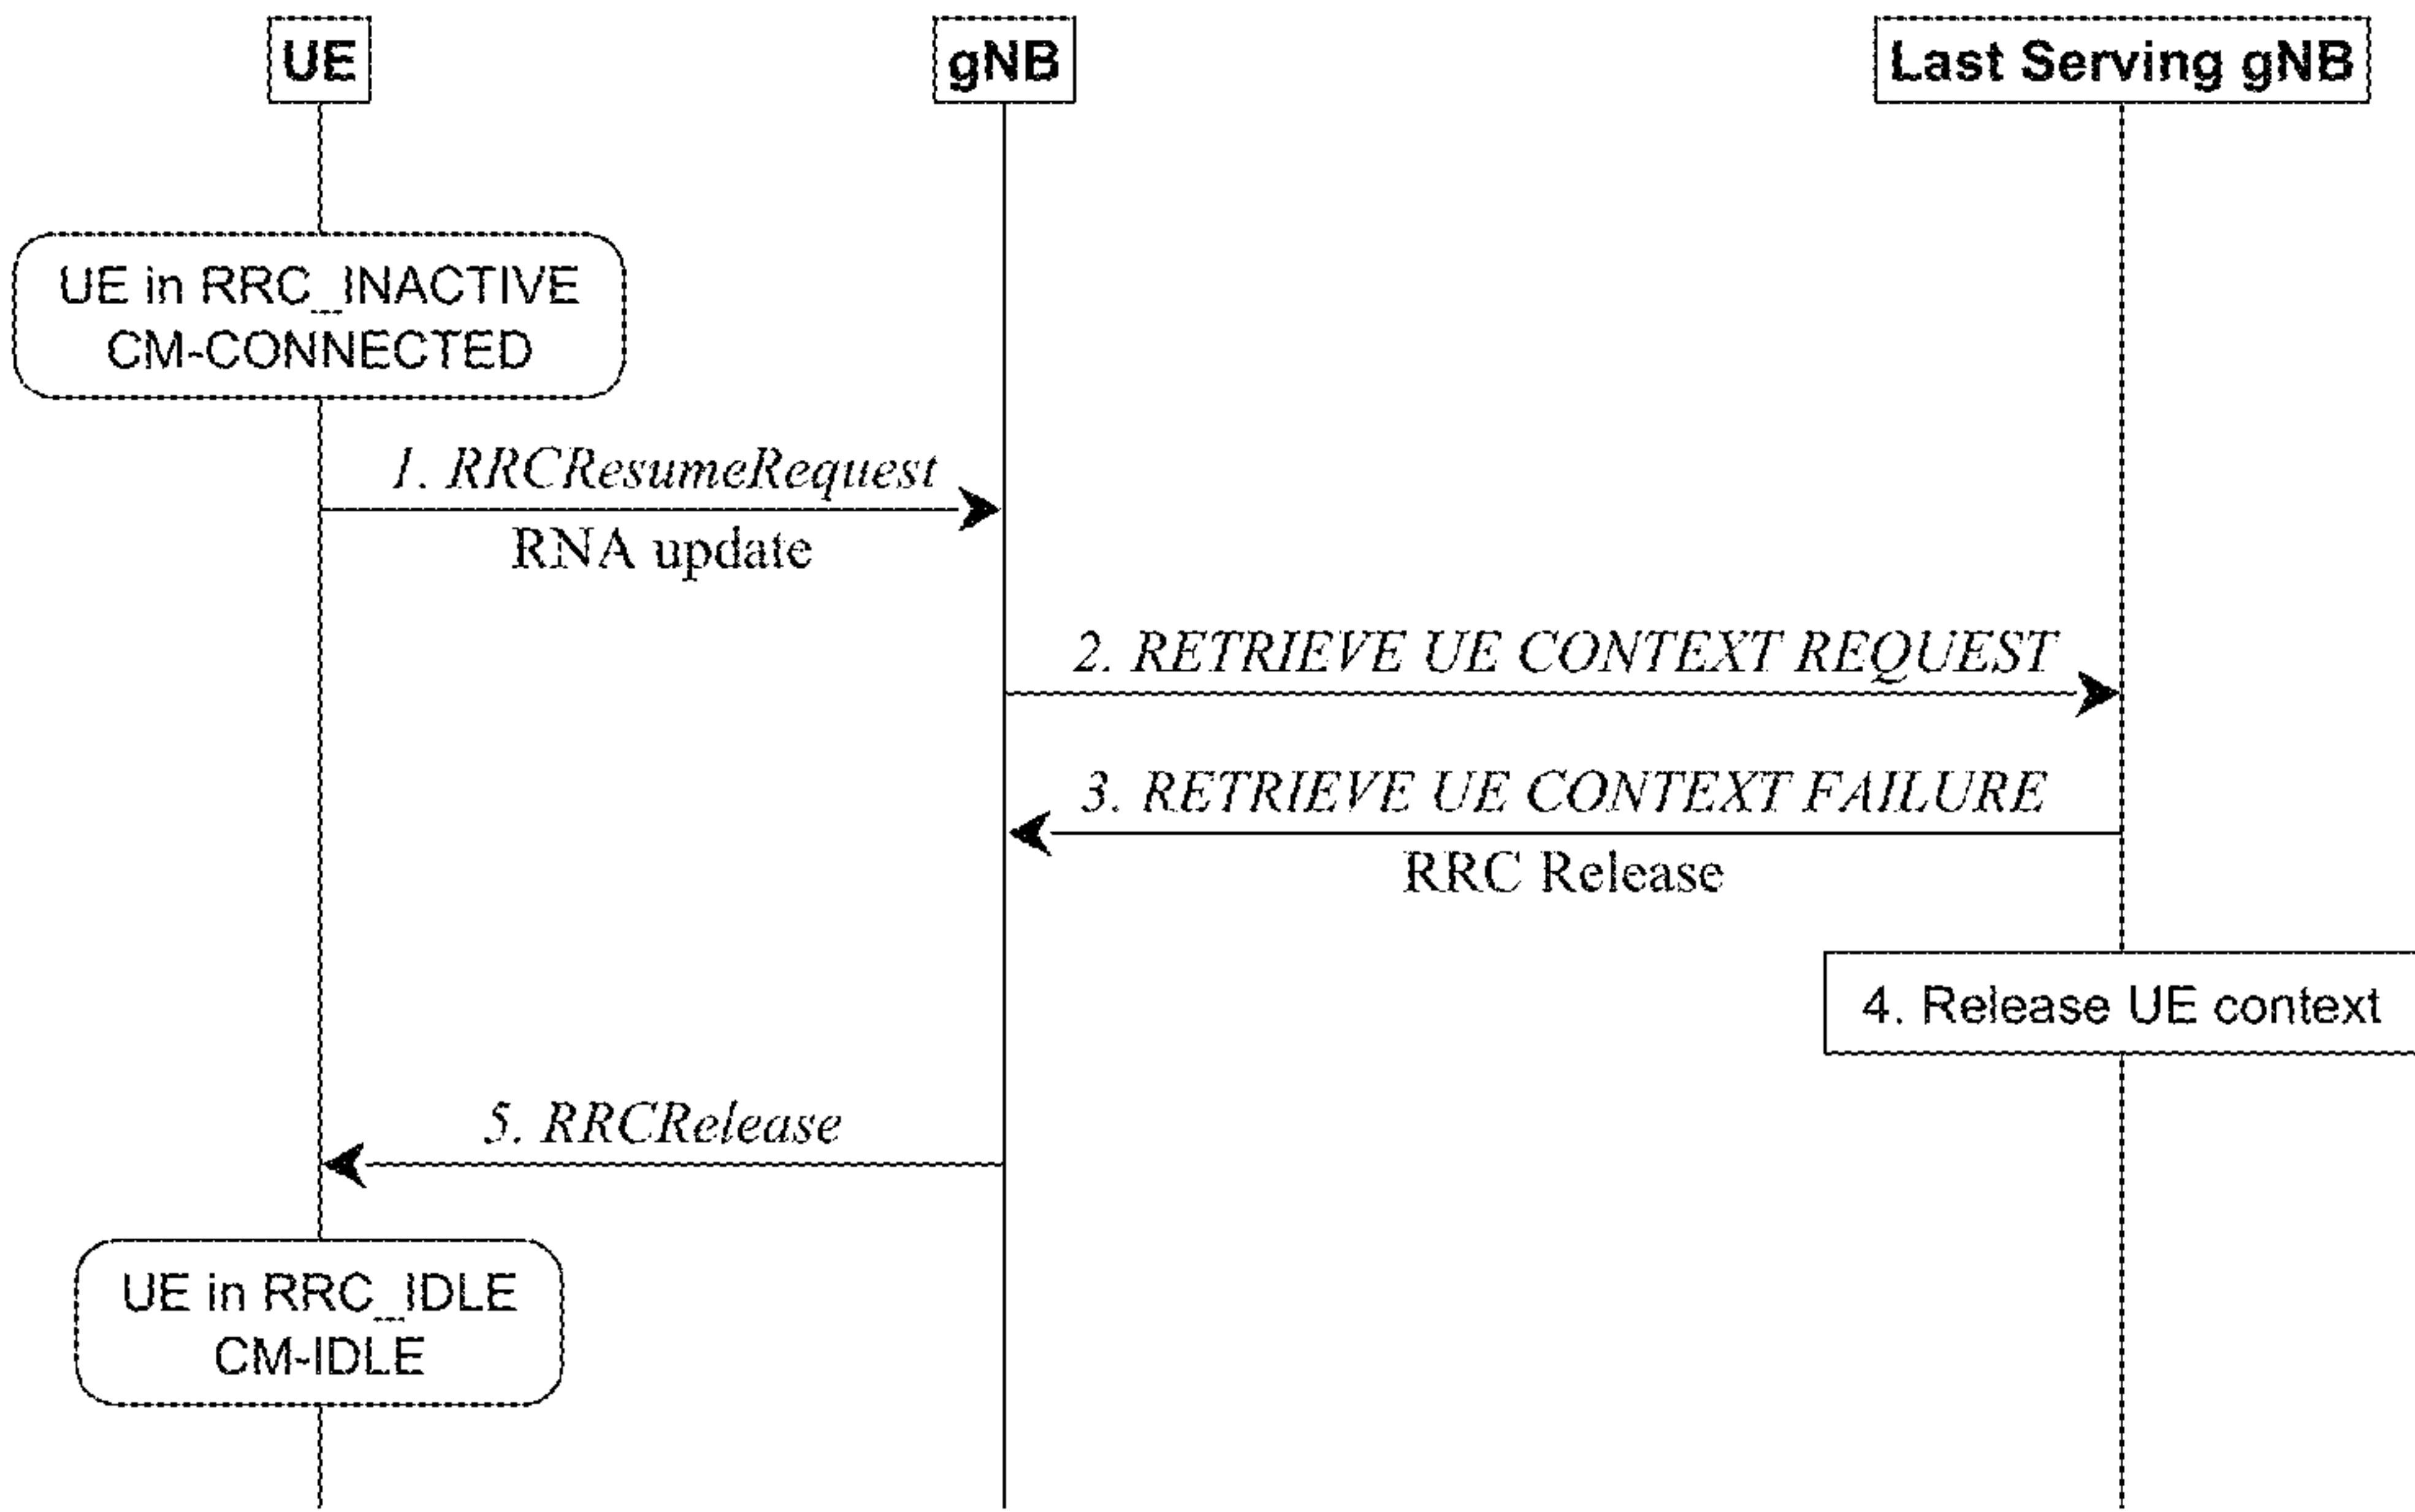 UE
gNB
Last Serving gNB
UE in RRC_INACTIVE
CM-CONNECTED
1. RRCResumeRequest
RNA update
2. RETRIEVE UE CONTEXT REQUEST
3. RETRIEVE UE CONTEXT FAILURE
RRC Release
4. Release UE context
5. RRCRelease
UE in RRC_IDLE
CM-IDLE